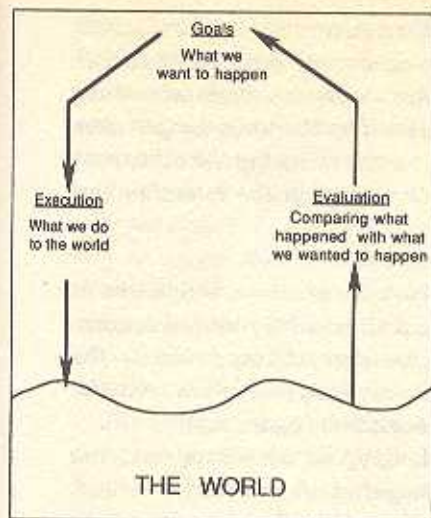 Goals
What we
want to happen
Execution
What we do
to the world
Evaluation
Comparing what
happened with what
we wanted to happen
THE WORLD